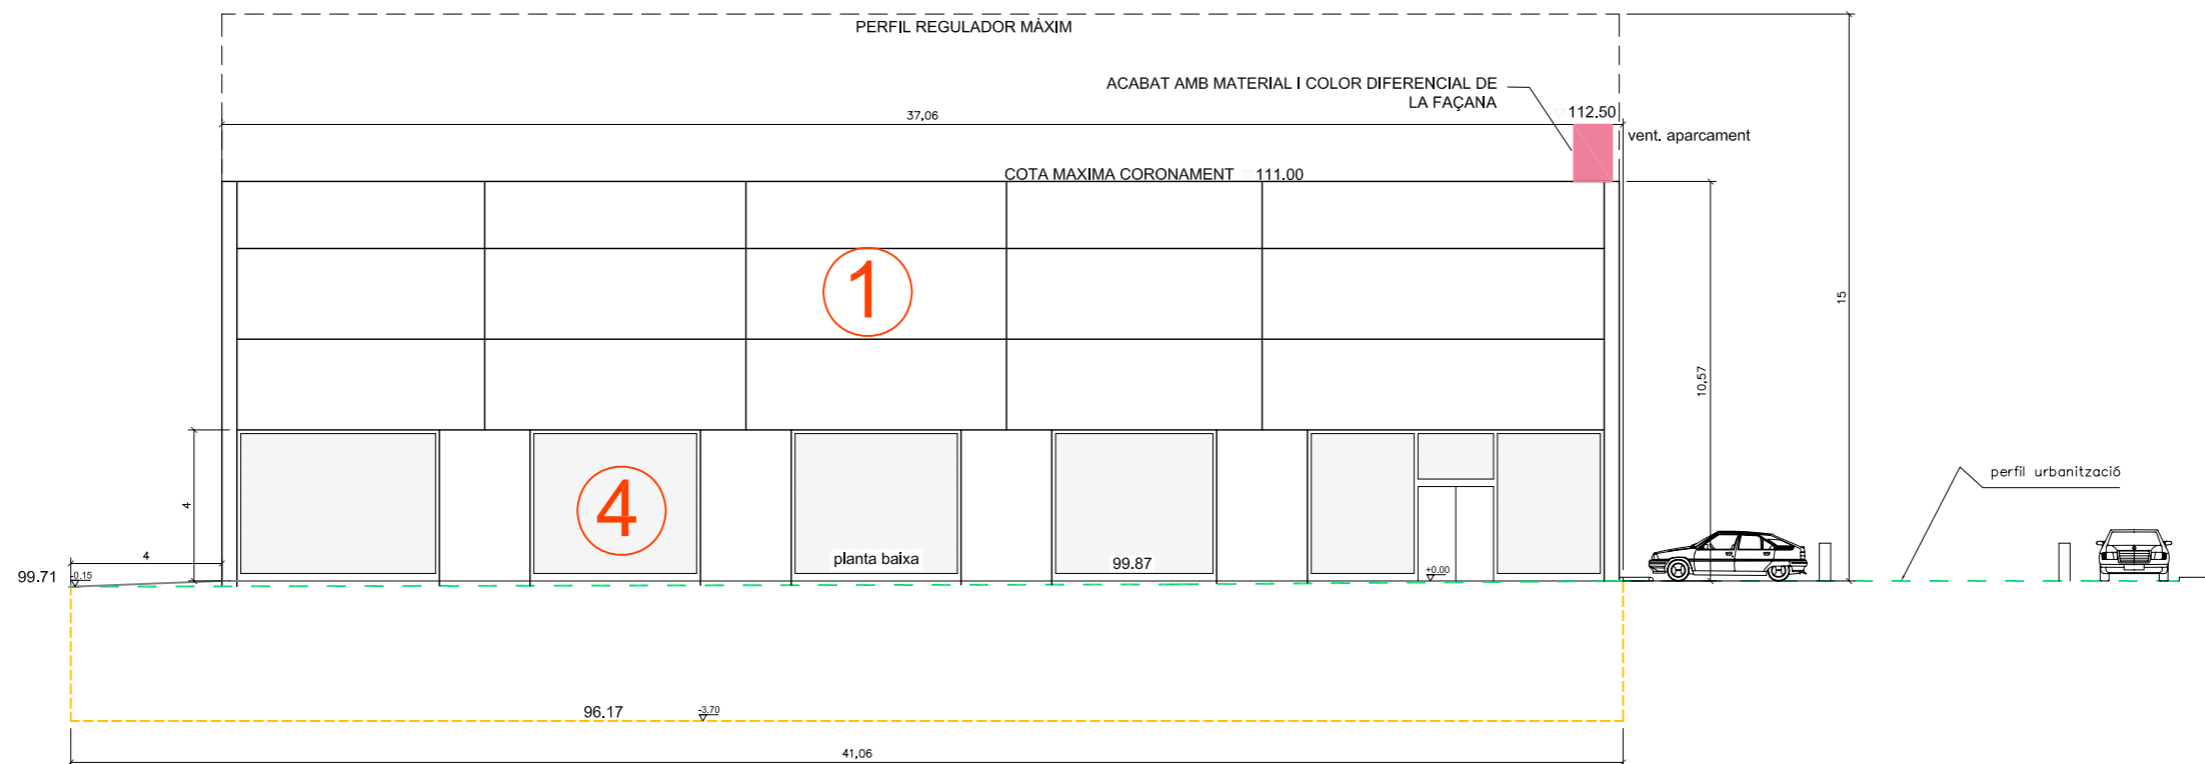 PERFIL REGULADOR MÀXIM
ACABAT AMB MATERIAL I COLOR DIFERENCIAL DE
LA FAÇANA
112.50
37,06
vent. aparcament
COTA MAXIMA CORONAMENT 111.00
1
15
10,57
4
4
perfil urbanització
planta baixa
99.87
4
99.71
-0.15
+0.00
96.17
-3.70
41,06